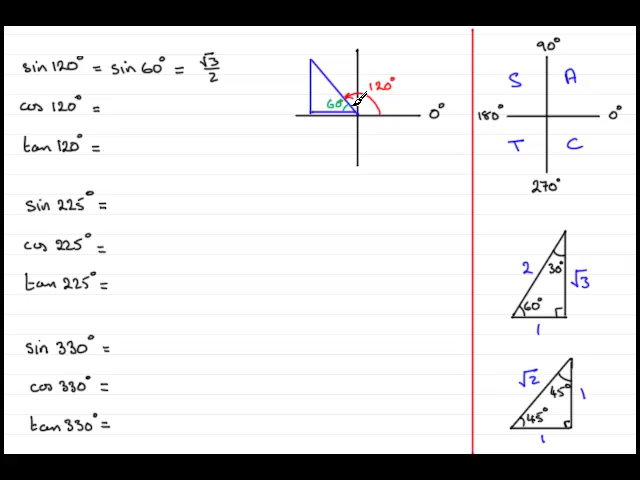 sin 120° = sin 60° = √3/2
cos 120° =
tan 120° =
sin 225° =
cos 225° =
tan 225° =
sin 330° =
cos 330° =
tan 330° =
60°
120°
0°
90°
S A
180° 0°
T C
270°
2 30° √3
60°
1
√2 45° 1
45°
1